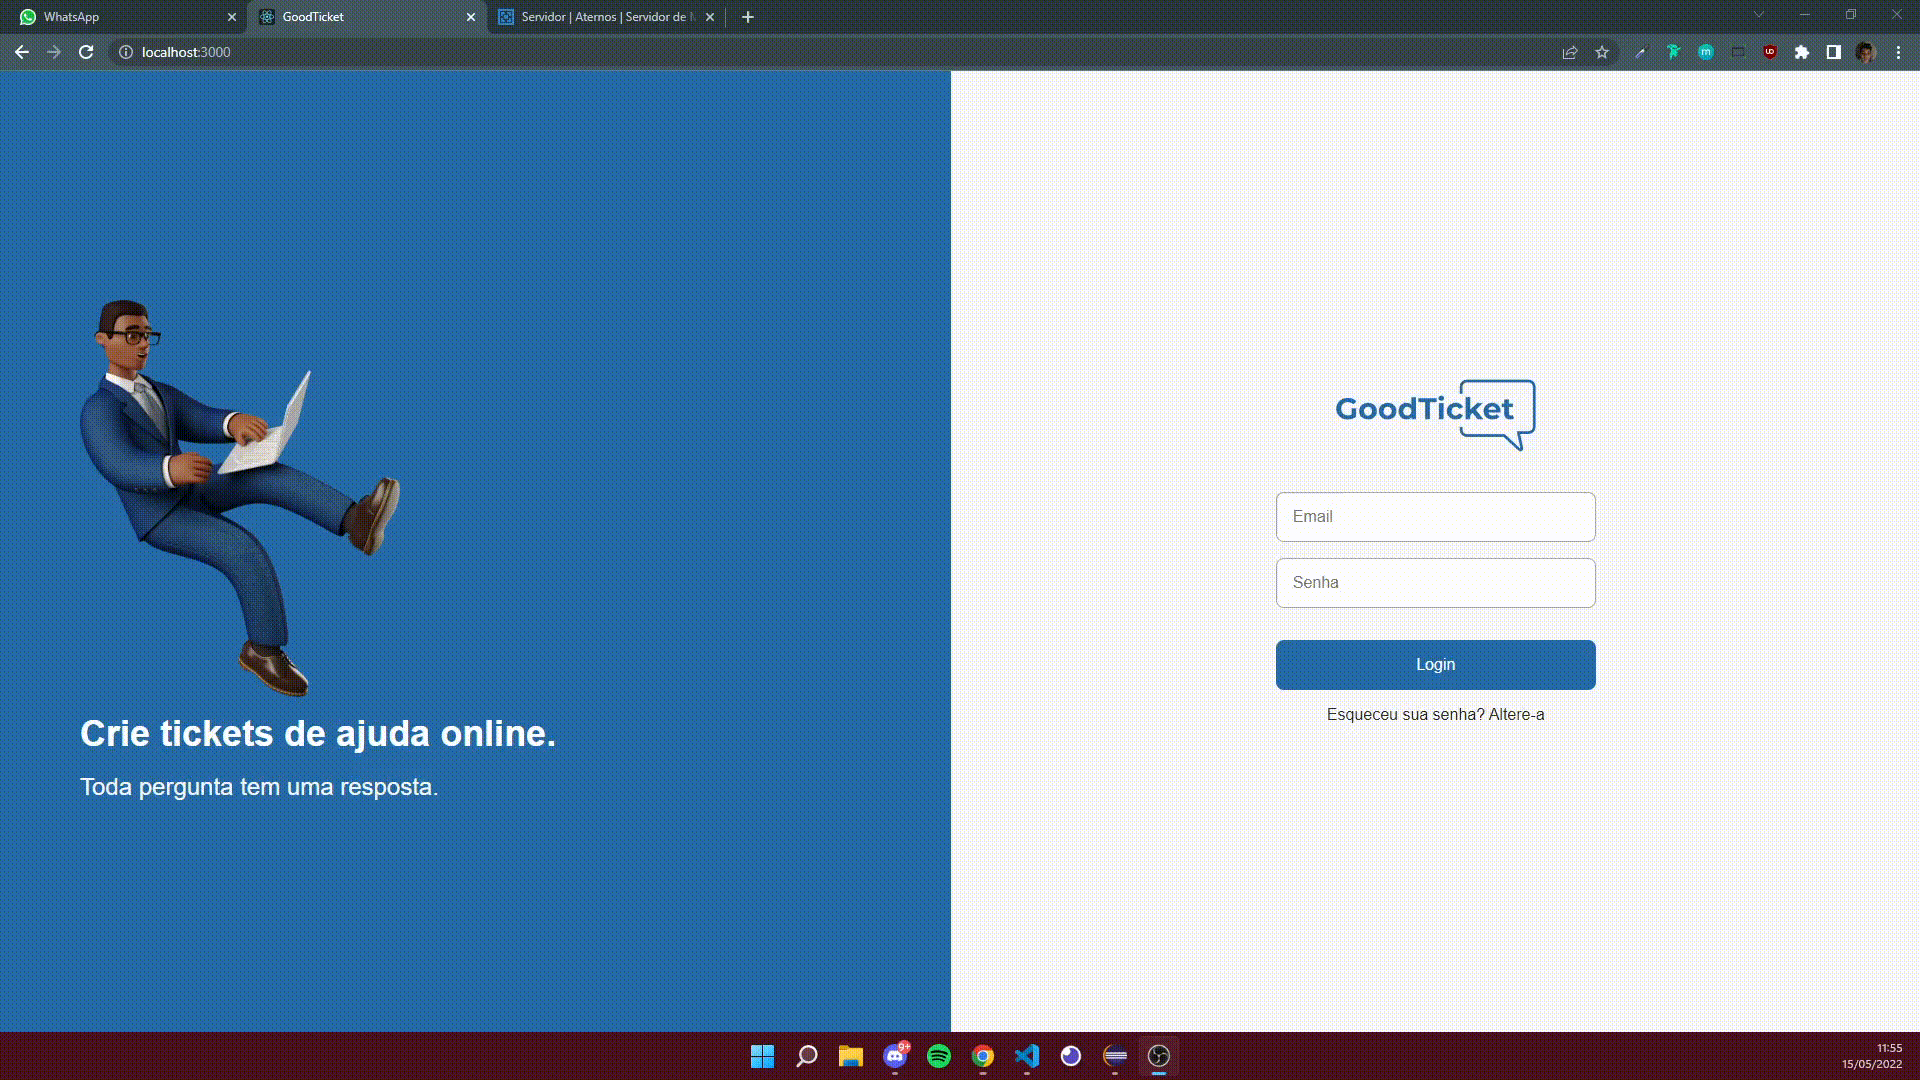 WhatsApp
GoodTicket
Servidor | Aternos | Servidor de
localhost:3000
m
UD
GoodTicket
Email
Senha
Login
Esqueceu sua senha? Altere-a
Crie tickets de ajuda online.
Toda pergunta tem uma resposta.
9+
11:55
15/05/2022